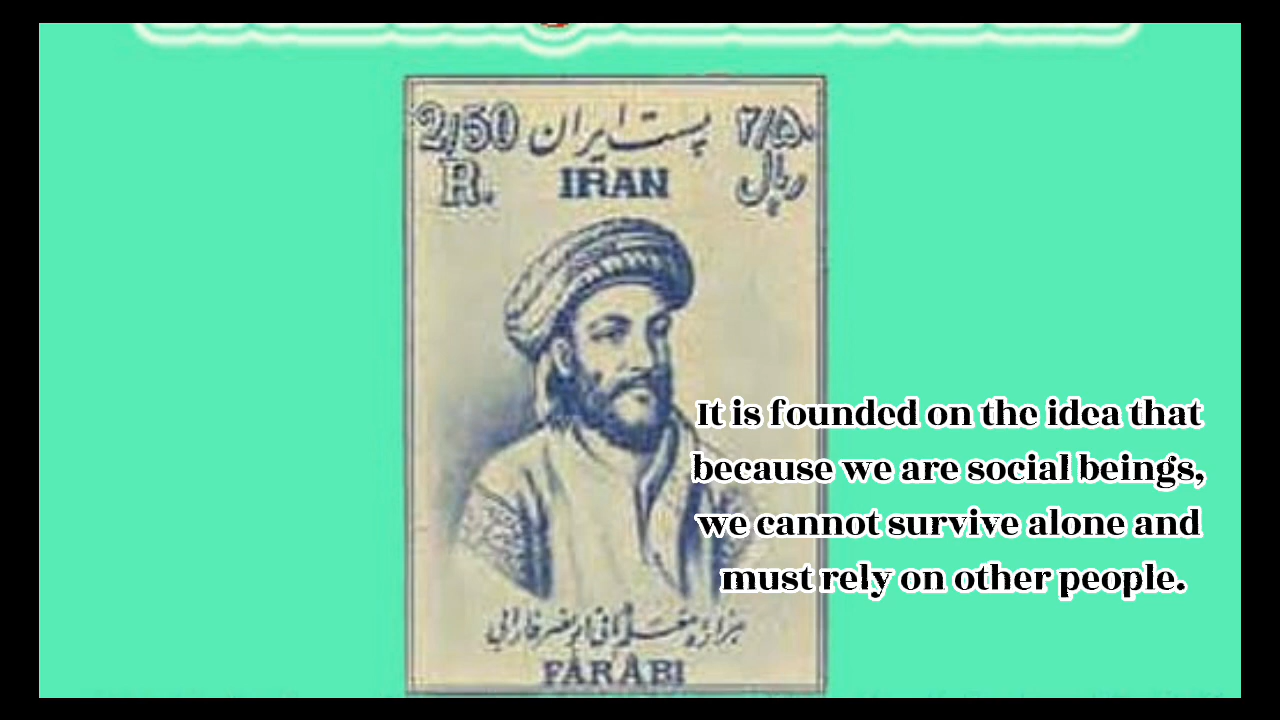 2/50 پست ایران ۲/۵۰
R. IRAN ریال
It is founded on the idea that
because we are social beings,
we cannot survive alone and
must rely on other people.
فارابی
FARABI